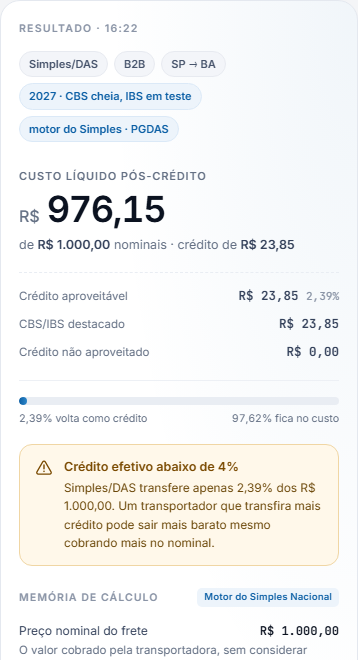 RESULTADO · 16:22
Simples/DAS B2B SP → BA
2027 · CBS cheia, IBS em teste
motor do Simples · PGDAS
CUSTO LÍQUIDO PÓS-CRÉDITO
R$ 976,15
de R$ 1.000,00 nominais · crédito de R$ 23,85
Crédito aproveitável R$ 23,85 2,39%
CBS/IBS destacado R$ 23,85
Crédito não aproveitado R$ 0,00
2,39% volta como crédito 97,62% fica no custo
Crédito efetivo abaixo de 4%
Simples/DAS transfere apenas 2,39% dos R$
1.000,00. Um transportador que transfira mais
crédito pode sair mais barato mesmo
cobrando mais no nominal.
MEMÓRIA DE CÁLCULO Motor do Simples Nacional
Preço nominal do frete R$ 1.000,00
O valor cobrado pela transportadora, sem considerar